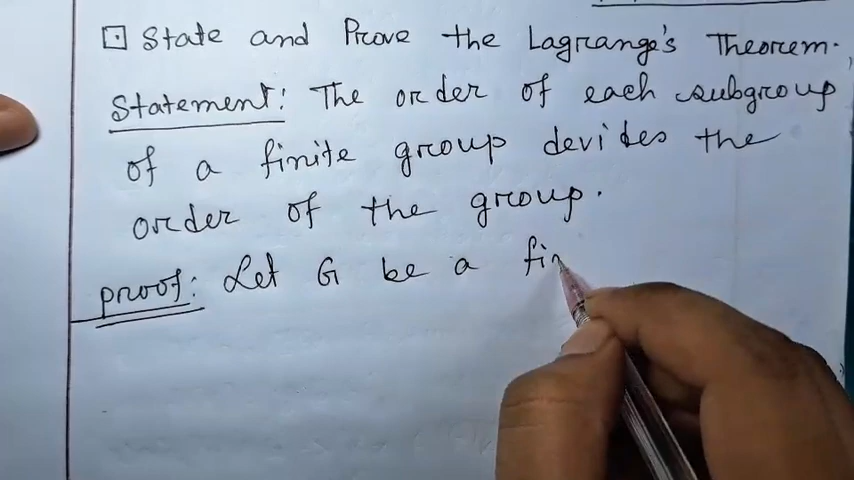 State and Prove the Lagrange's Theorem.
Statement: The order of each subgroup
of a finite group devides the
order of the group.
Proof: Let G be a fin